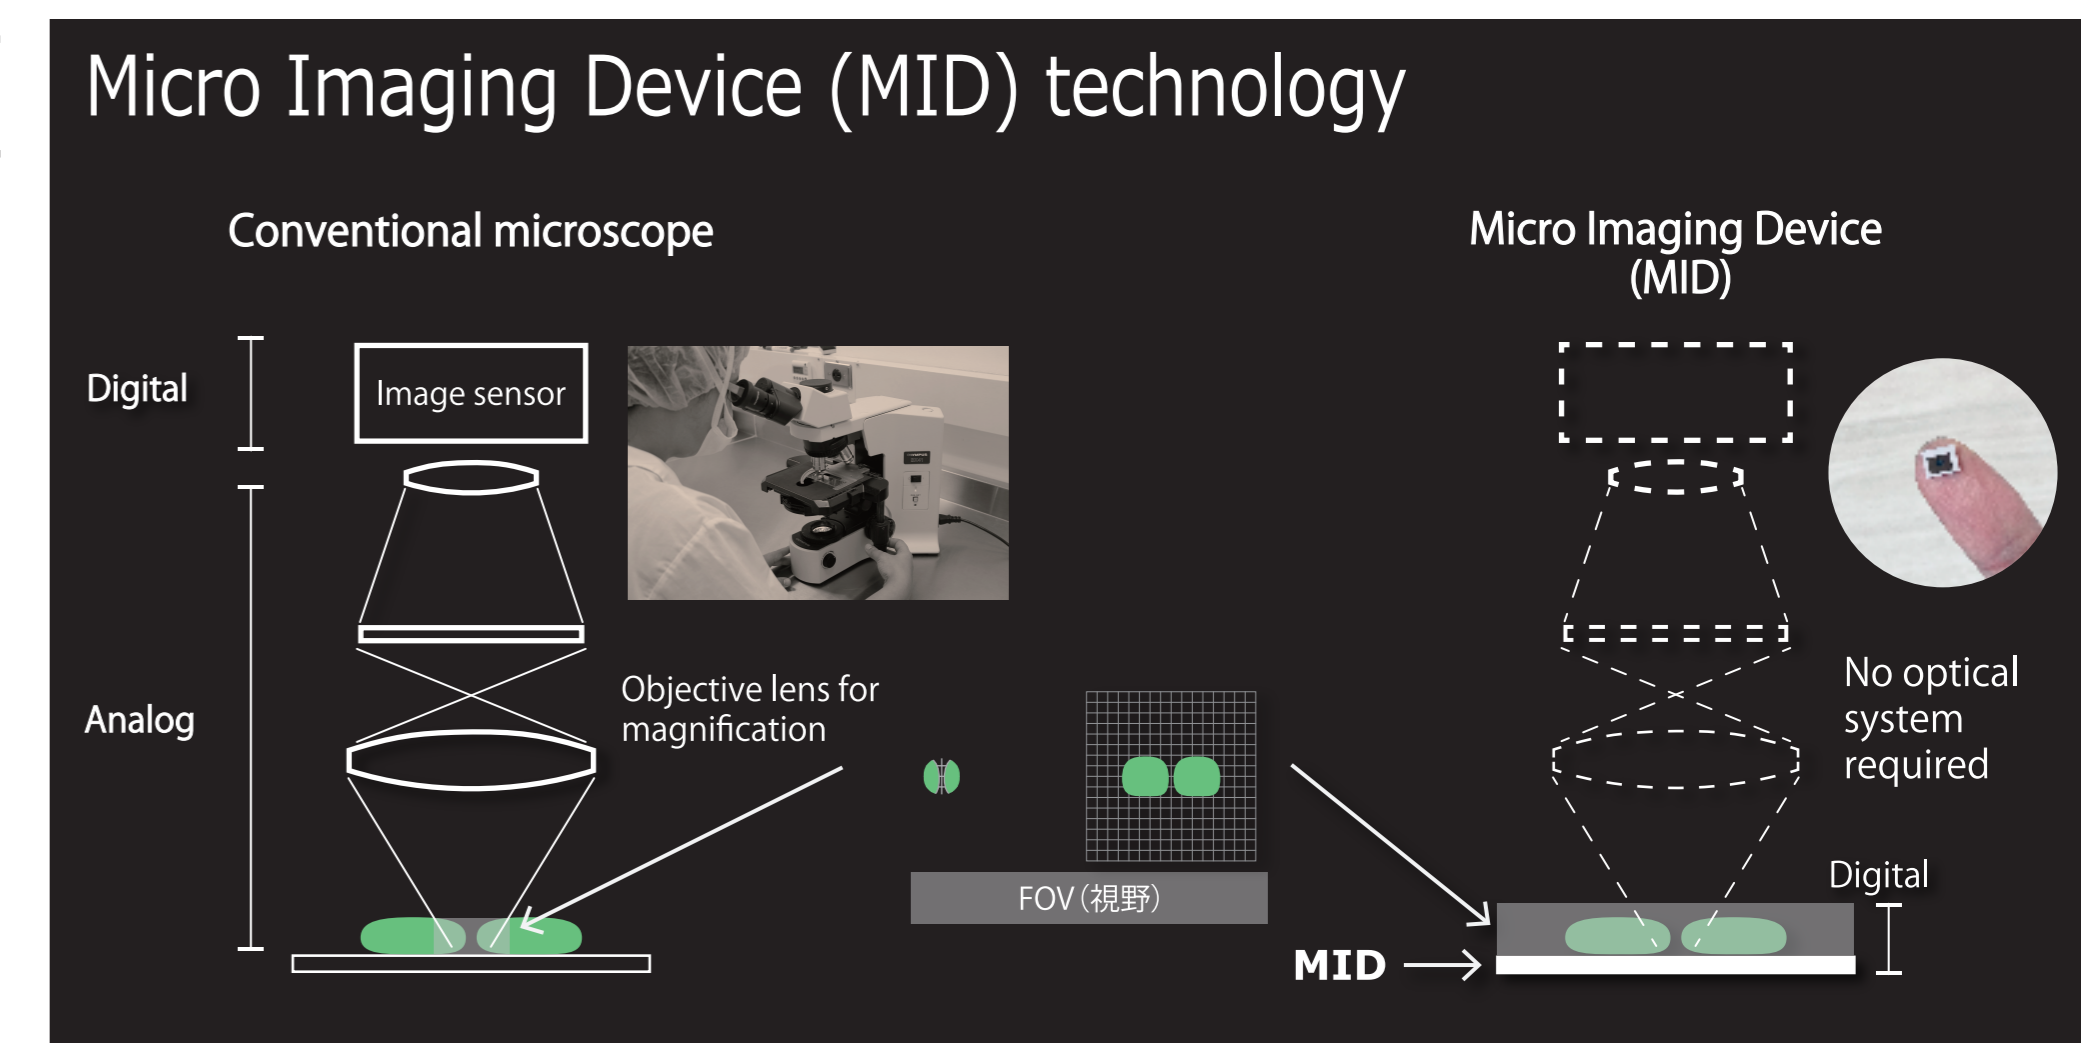 Micro Imaging Device (MID) technology
Conventional microscope
Micro Imaging Device
(MID)
Digital
Image sensor
Analog
Objective lens for
magnification
FOV（視野）
No optical
system
required
Digital
MID